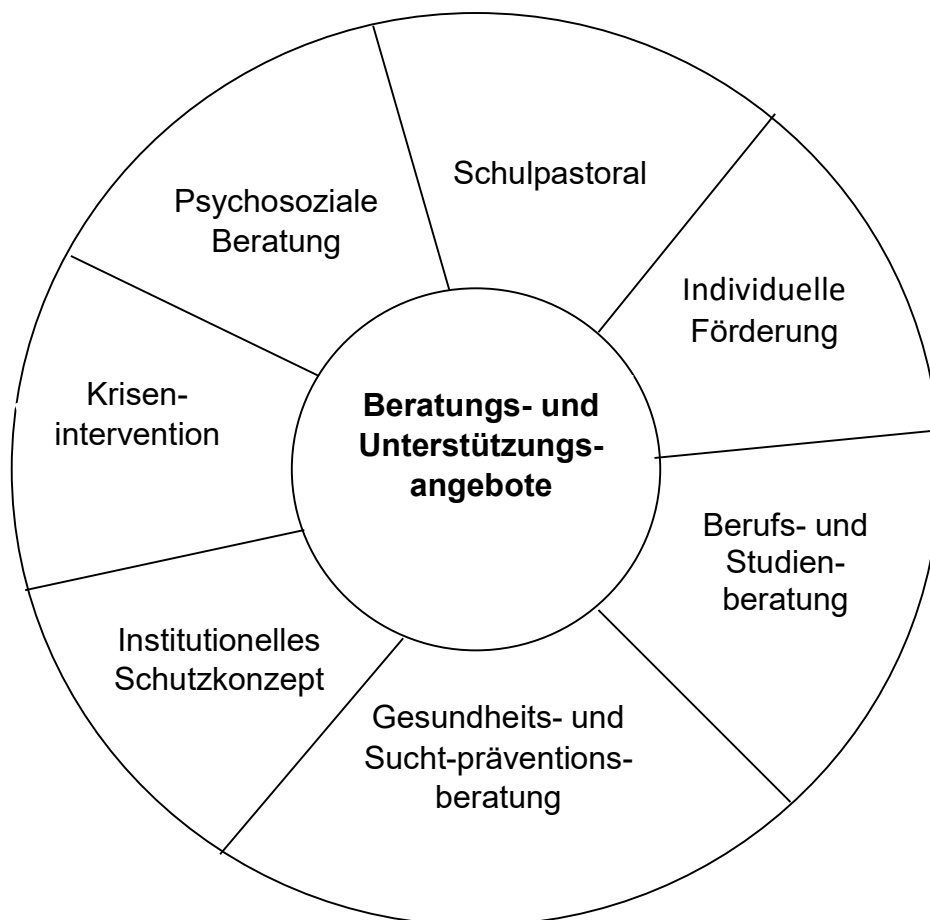 Schulpastoral
Psychosoziale
Beratung
Individuelle
Förderung
Krisen-
intervention
Beratungs- und
Unterstützungs-
angebote
Berufs- und
Studien-
beratung
Institutionelles
Schutzkonzept
Gesundheits- und
Sucht-präventions-
beratung